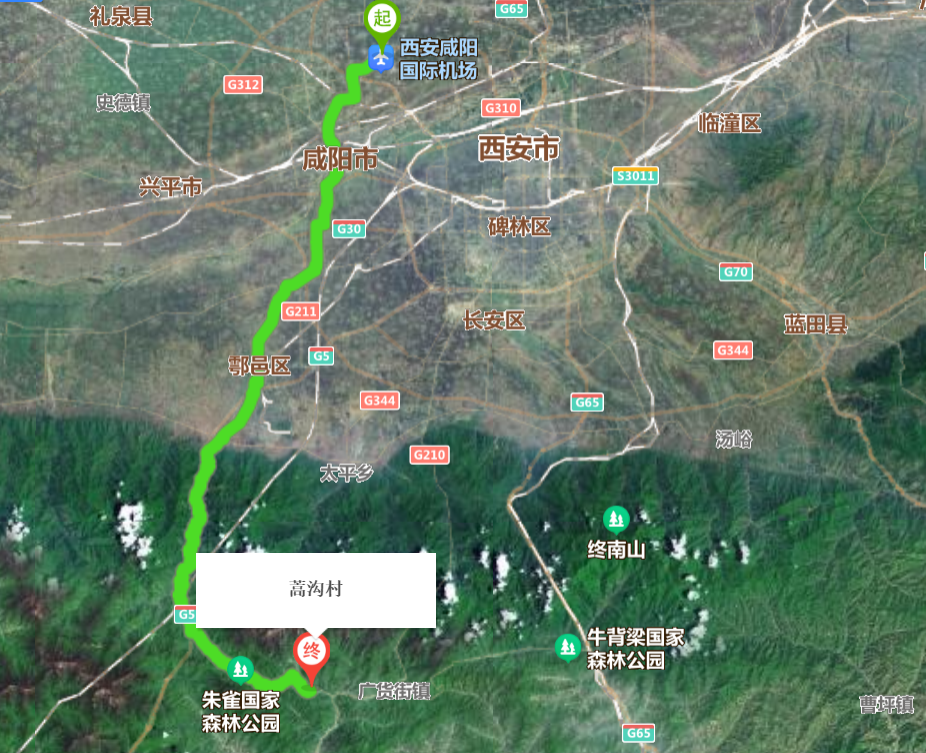 礼泉县
起
G65
西安咸阳
国际机场
G312
史德镇
G310
临潼区
西安市
咸阳市
S3011
兴平市
碑林区
G30
G70
G211
长安区
蓝田县
G344
G5
鄠邑区
G344
G65
汤峪
G210
太平乡
终南山
蒿沟村
G5
牛背梁国家
森林公园
终
朱雀国家
森林公园
广货街镇
曹坪镇
G65